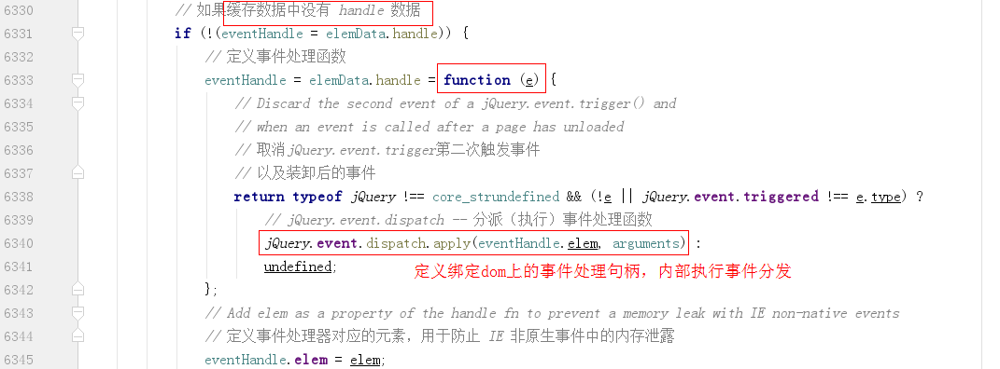 6330 // 如果缓存数据中没有 handle 数据
6331 if (!(eventHandle = elemData.handle)) {
6332 // 定义事件处理函数
6333 eventHandle = elemData.handle = function (e) {
6334 // Discard the second event of a jQuery.event.trigger() and
6335 // when an event is called after a page has unloaded
6336 // 取消jQuery.event.trigger第二次触发事件
6337 // 以及装卸后的事件
6338 return typeof jQuery !== core_strundefined && (!e || jQuery.event.triggered !== e.type) ?
6339 // jQuery.event.dispatch -- 分派（执行）事件处理函数
6340 jQuery.event.dispatch.apply(eventHandle.elem, arguments) :
6341 undefined; 定义绑定dom上的事件处理句柄，内部执行事件分发
6342 };
6343 // Add elem as a property of the handle fn to prevent a memory leak with IE non-native events
6344 // 定义事件处理器对应的元素，用于防止 IE 非原生事件中的内存泄露
6345 eventHandle.elem = elem;